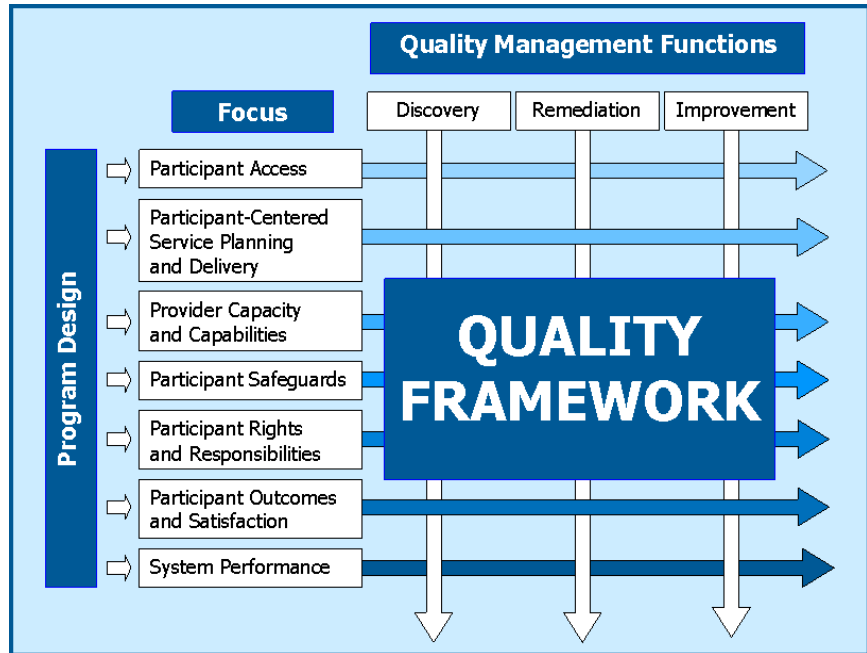 Quality Management Functions
Focus
Discovery
Remediation
Improvement
Program Design
Participant Access
Participant-Centered
Service Planning
and Delivery
Provider Capacity
and Capabilities
Participant Safeguards
Participant Rights
and Responsibilities
Participant Outcomes
and Satisfaction
System Performance
QUALITY
FRAMEWORK